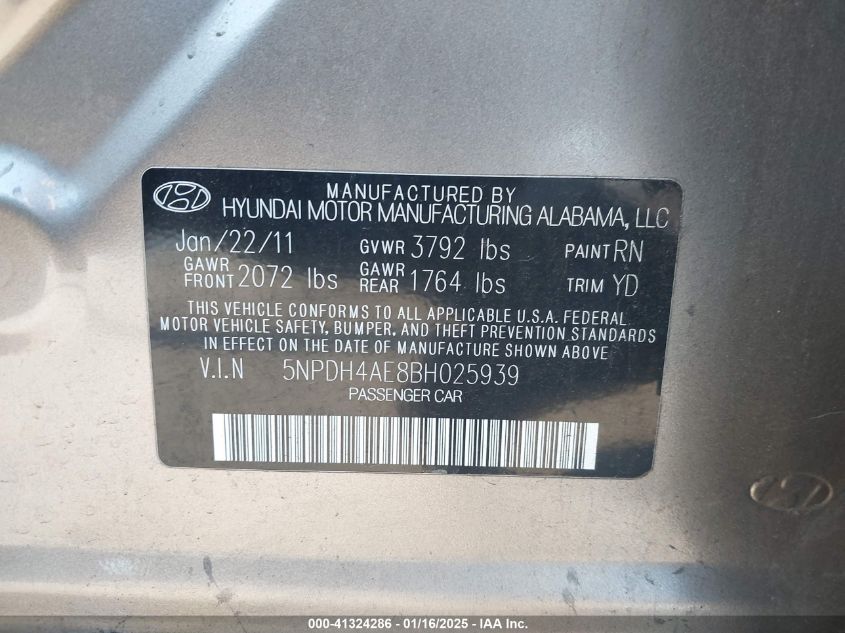 MANUFACTURED BY
HYUNDAI MOTOR MANUFACTURING ALABAMA, LLC
Jan/22/11 GVWR 3792 lbs PAINT RN
GAWR FRONT 2072 lbs GAWR REAR 1764 lbs TRIM YD
THIS VEHICLE CONFORMS TO ALL APPLICABLE U.S.A. FEDERAL
MOTOR VEHICLE SAFETY, BUMPER, AND THEFT PREVENTION STANDARDS
IN EFFECT ON THE DATE OF MANUFACTURE SHOWN ABOVE.
V.I.N 5NPDH4AE8BH025939
PASSENGER CAR
000-41324286 - 01/16/2025 - IAA Inc.